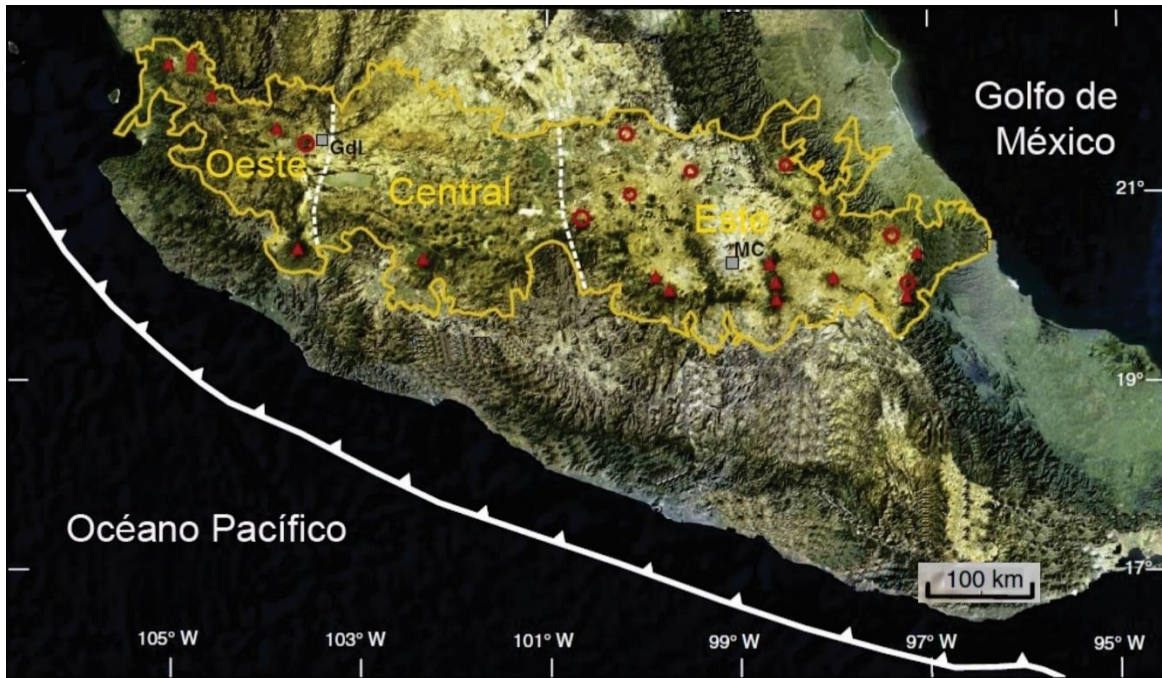 Golfo de
México
Gdl
Oeste
Central
21°
Este
MC
19°
Océano Pacífico
17°
100 km
105° W
103° W
101° W
99° W
97° W
95° W